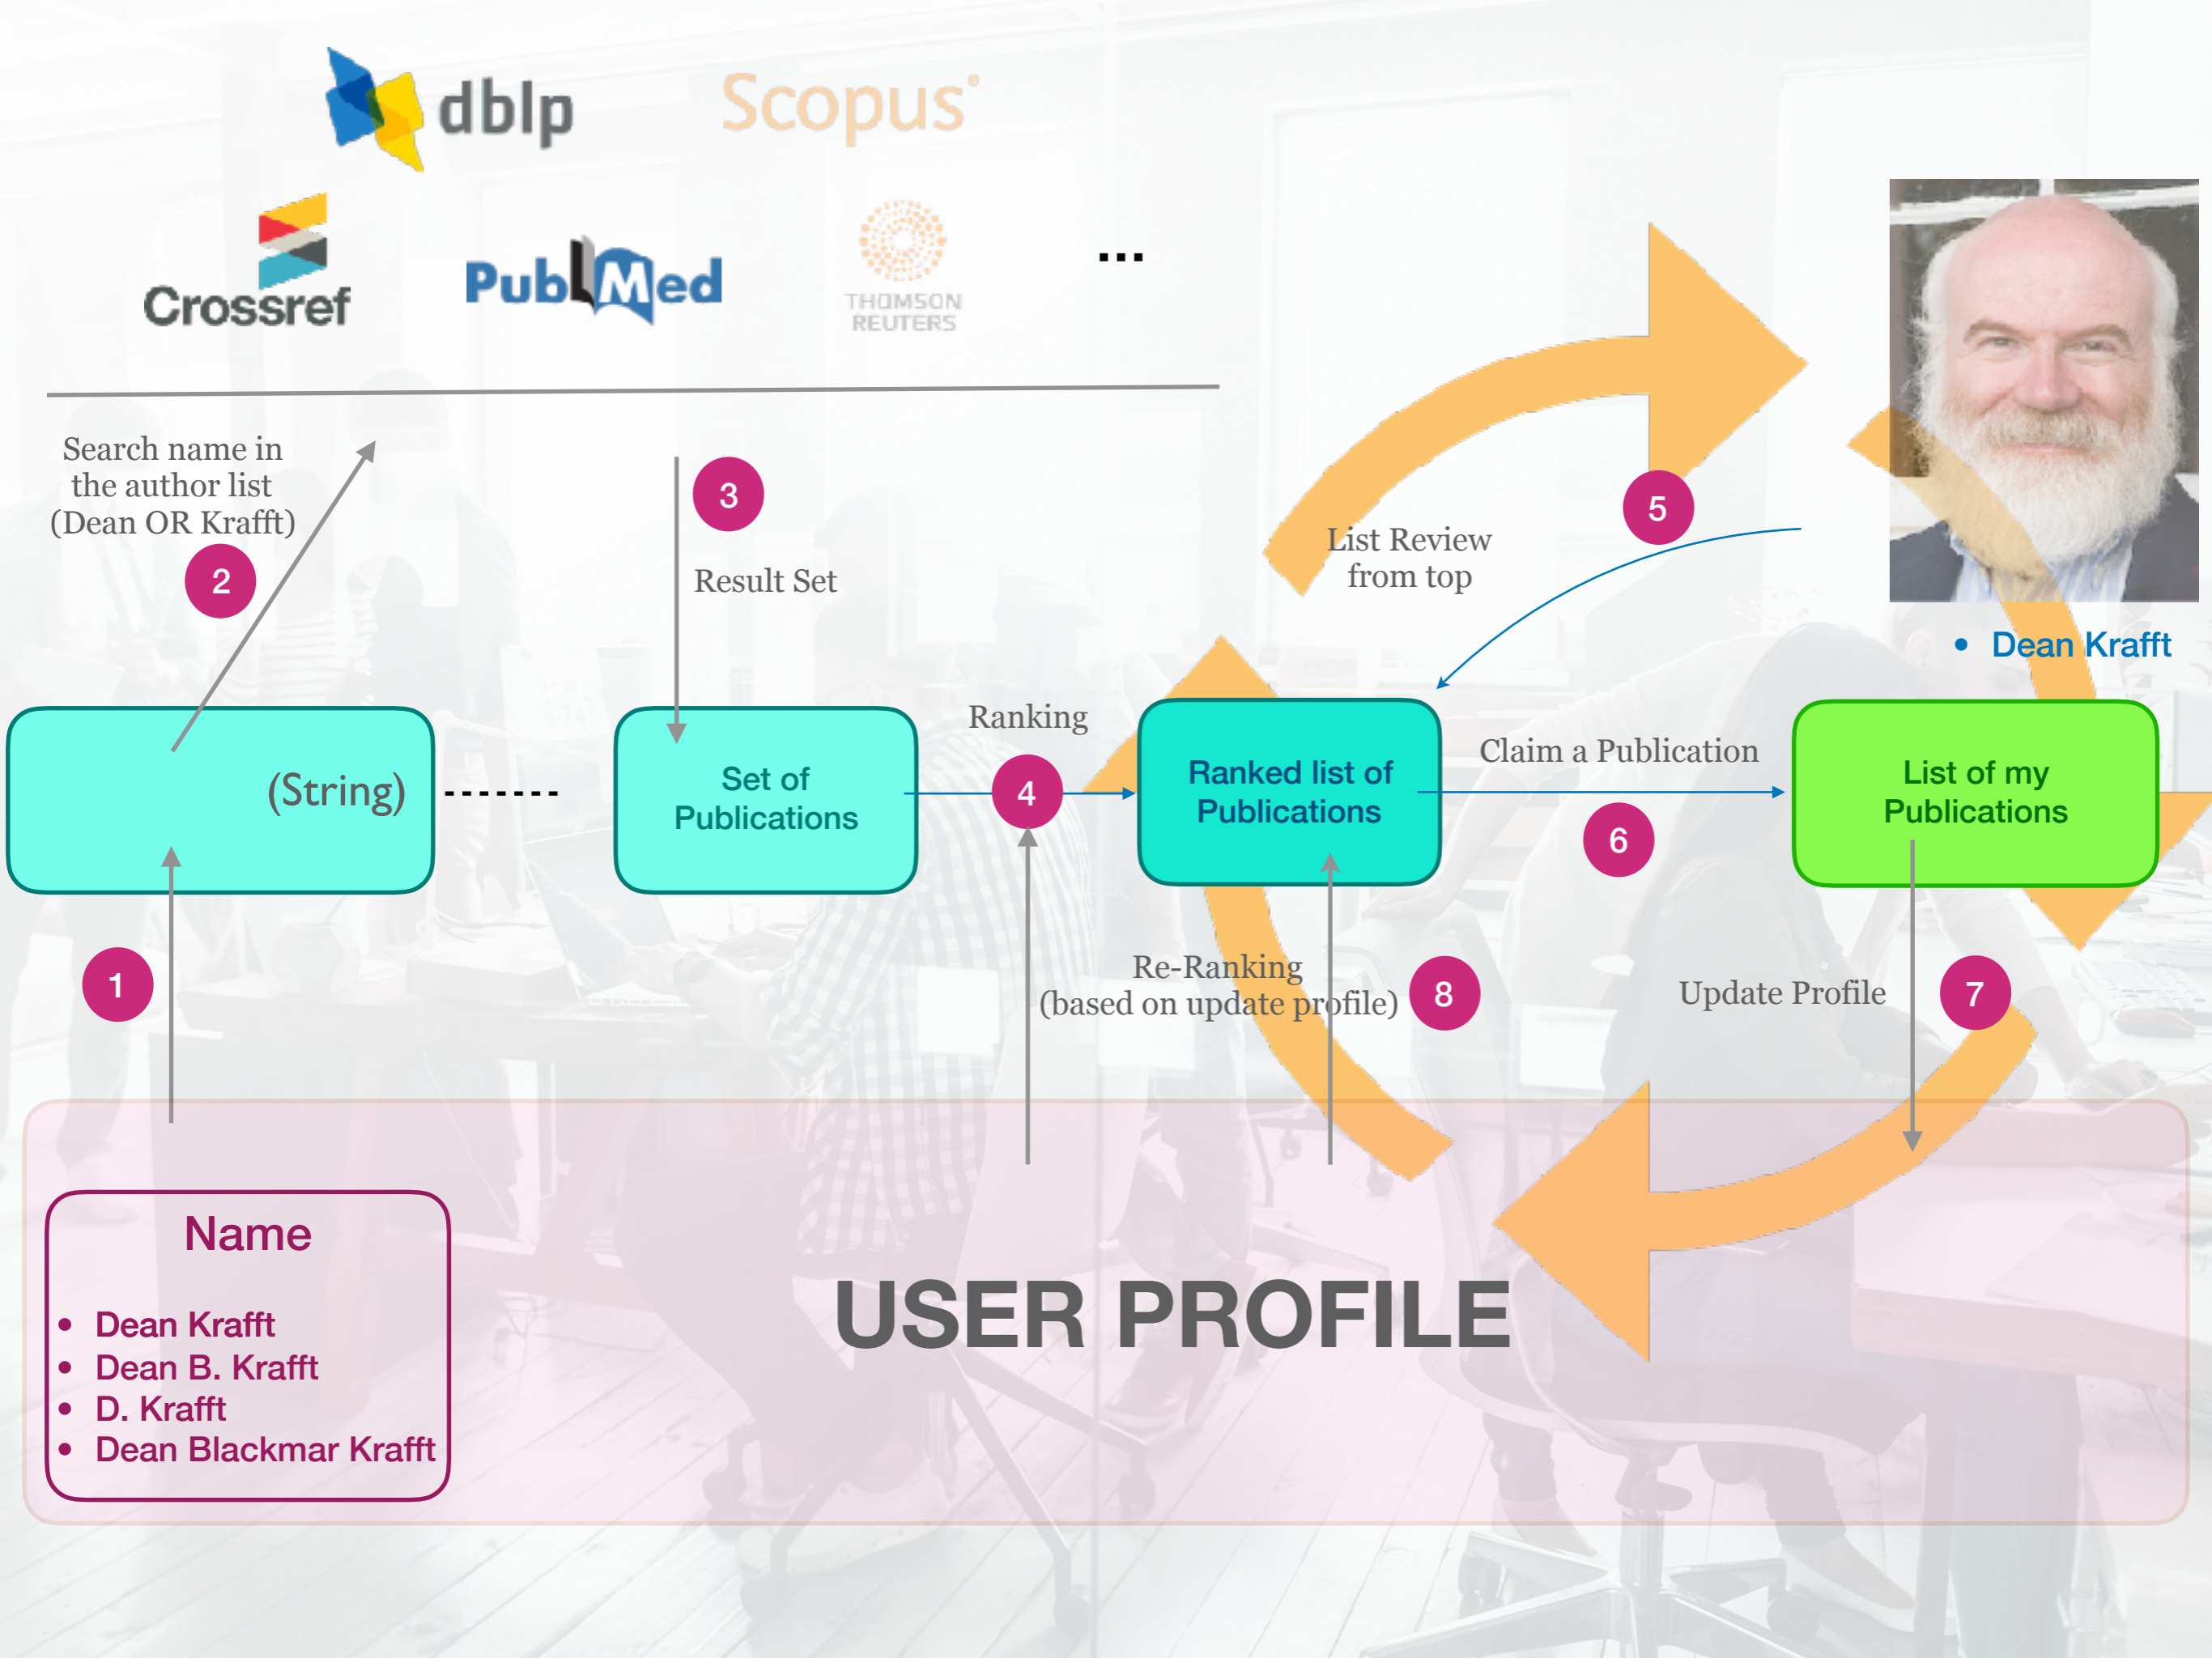 dblp
Scopus®
Crossref
PubMed
THOMSON
REUTERS
...
Search name in
the author list
(Dean OR Krafft)
2
3
Result Set
List Review
from top
5
• Dean Krafft
(String)
Set of
Publications
Ranking
4
Ranked list of
Publications
Claim a Publication
6
List of my
Publications
1
Re-Ranking
(based on update profile)
8
Update Profile
7
Name
• Dean Krafft
• Dean B. Krafft
• D. Krafft
• Dean Blackmar Krafft
USER PROFILE